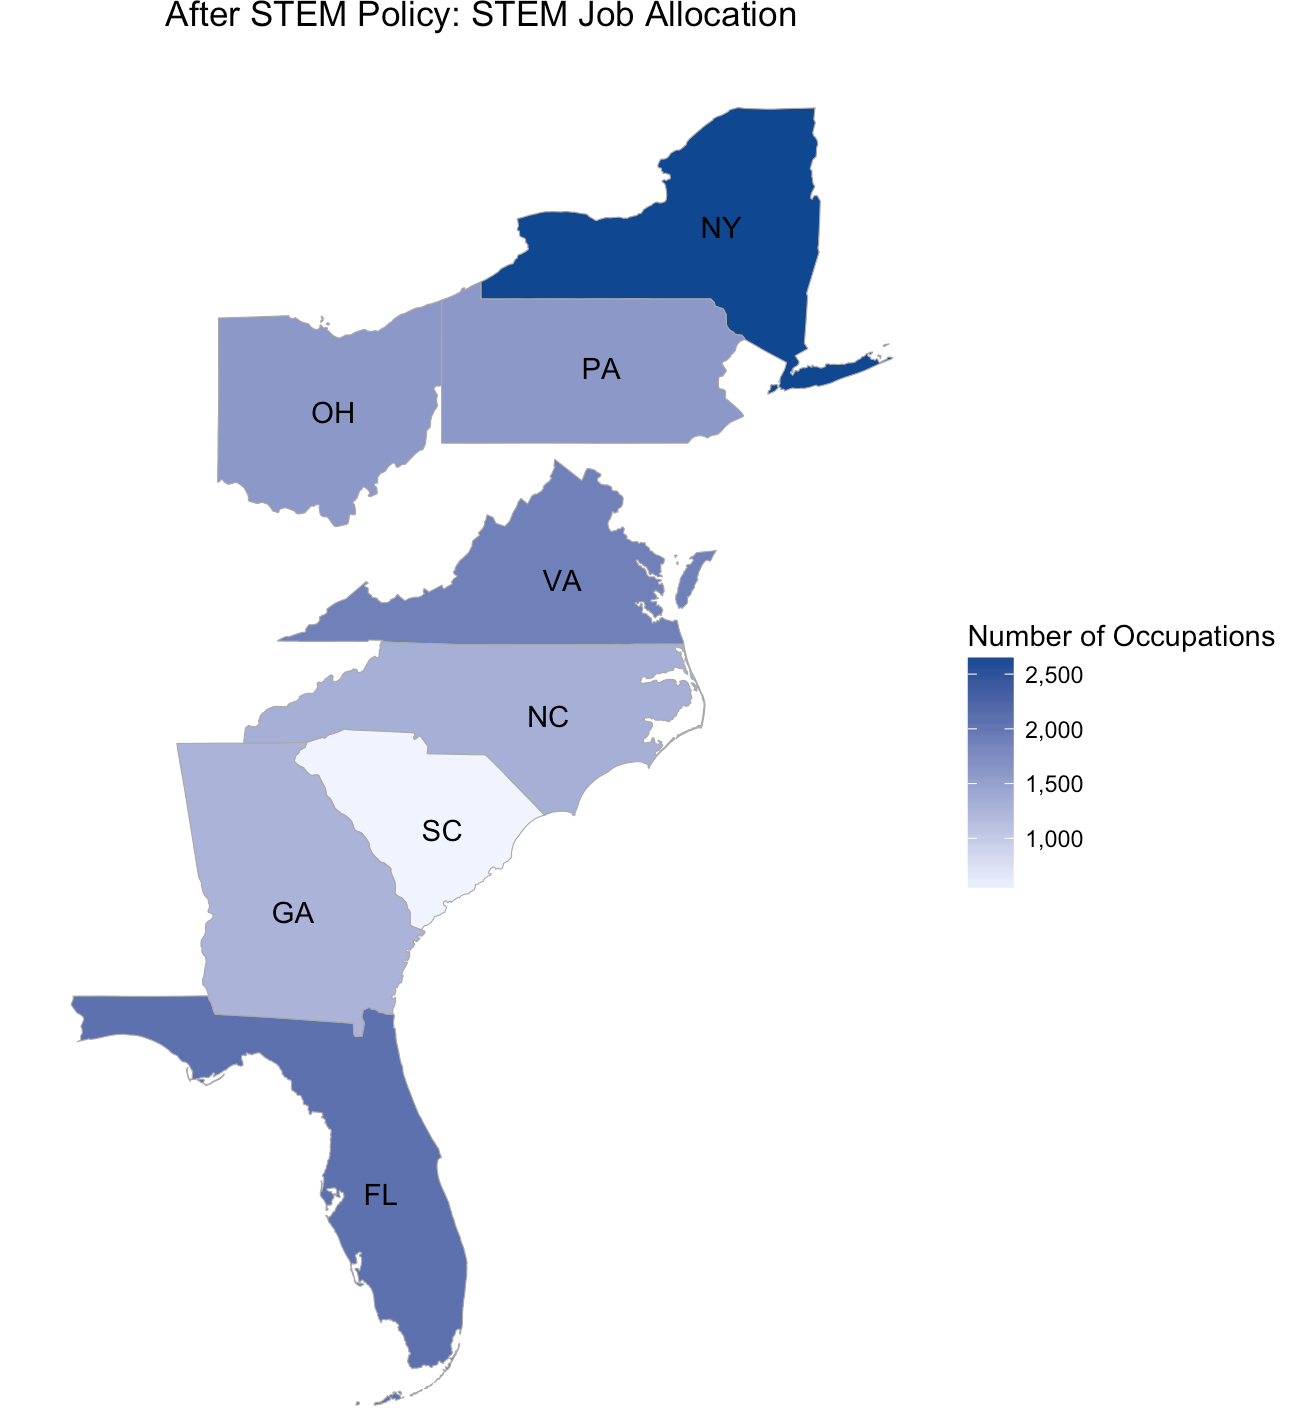 After STEM Policy: STEM Job Allocation
NY
PA
OH
VA
NC
SC
GA
FL
Number of Occupations
2,500
2,000
1,500
1,000